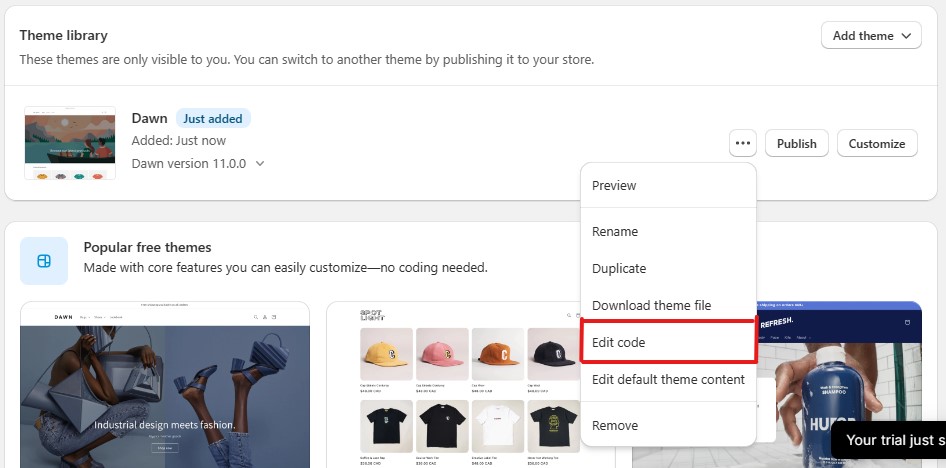 Theme library
Add theme
These themes are only visible to you. You can switch to another theme by publishing it to your store.
Dawn
Just added
Added: Just now
Dawn version 11.0.0
Publish
Customize
Preview
Rename
Duplicate
Download theme file
Edit code
Edit default theme content
Remove
Popular free themes
Made with core features you can easily customize—no coding needed.
DAWN
Industrial design meets fashion.
SPOT
LIGHT
REFRESH.
SHAMPOO
Your trial just s